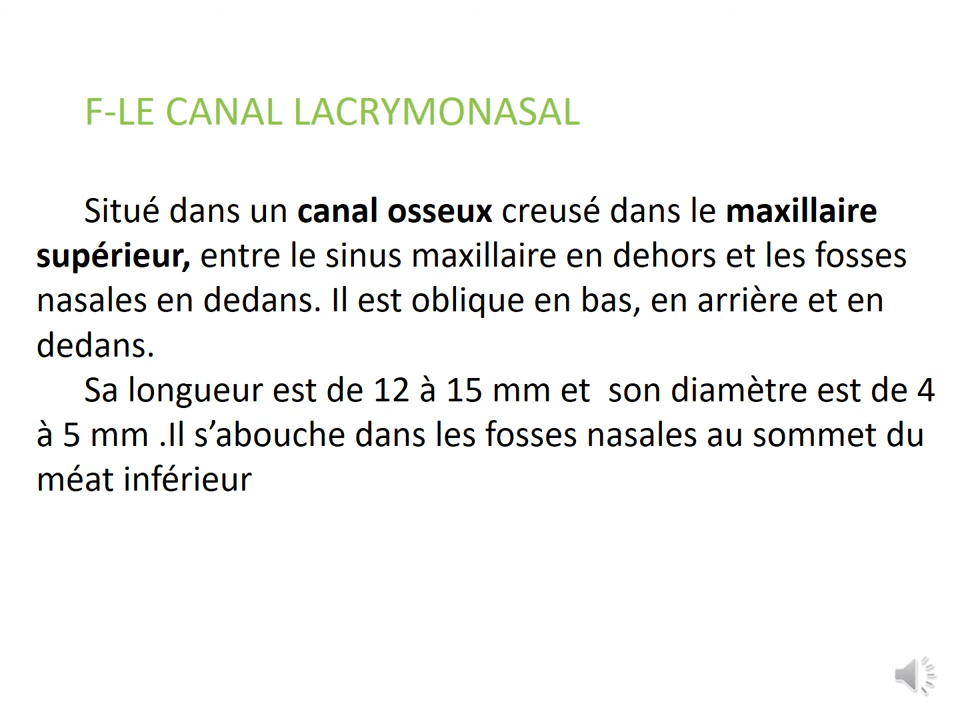 F-LE CANAL LACRYMONASAL
Situé dans un canal osseux creusé dans le maxillaire
supérieur, entre le sinus maxillaire en dehors et les fosses
nasales en dedans. Il est oblique en bas, en arrière et en
dedans.
Sa longueur est de 12 à 15 mm et  son diamètre est de 4
à 5 mm .Il s’abouche dans les fosses nasales au sommet du
méat inférieur